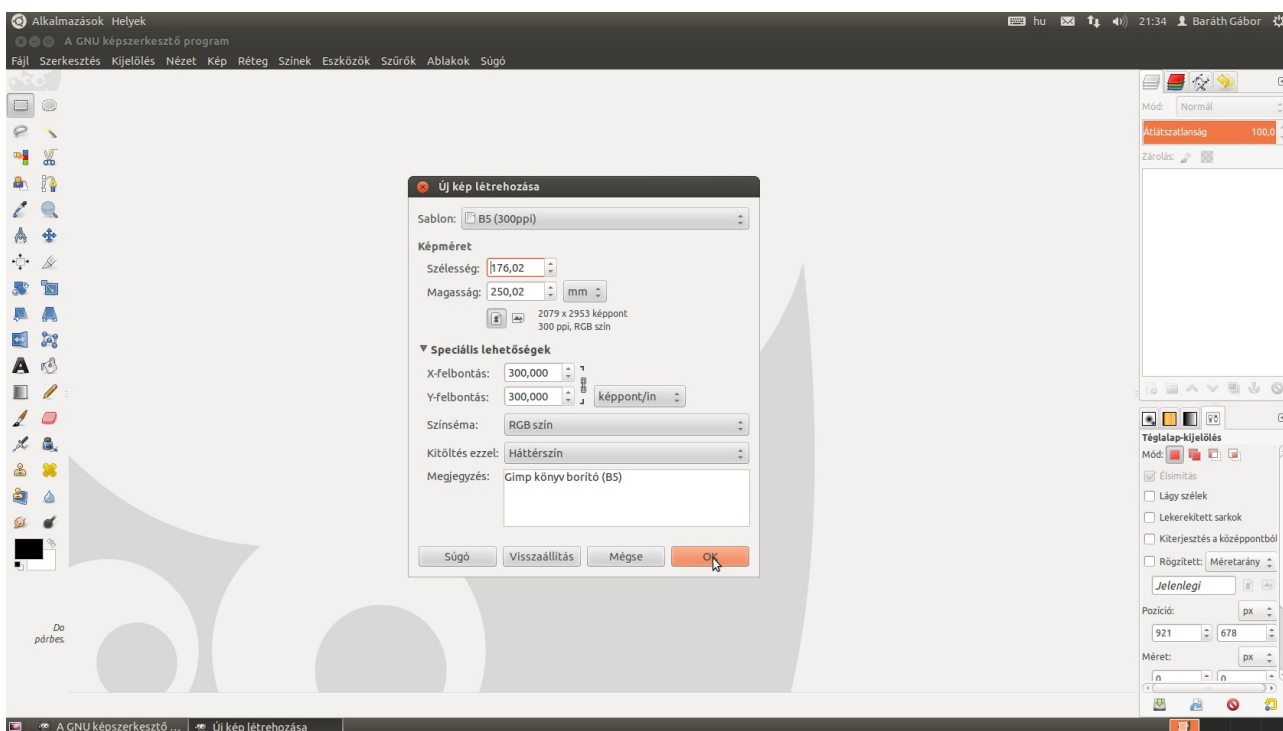 Alkalmazások Helyek hu 21:34 Baráth Gábor
A GNU képszerkesztő program
Fájl Szerkesztés Kijelölés Nézet Kép Réteg Színek Eszközök Szűrők Ablakok Súgó
Mód: Normál
Átlátszatlanság 100,0
Zárolás:
Új kép létrehozása
Sablon: B5 (300ppi)
Képméret
Szélesség: 176,02
Magasság: 250,02 mm
2079 x 2953 képpont
300 ppi, RGB szín
Speciális lehetőségek
X-felbontás: 300,000
Y-felbontás: 300,000 képpont/in
Színséma: RGB szín
Kitöltés ezzel: Háttérszín
Megjegyzés: Gimp könyv borító (B5)
Súgó Visszaállítás Mégse OK
Téglalap-kijelölés
Mód:
Élsimítás
Lágy szélek
Lekerekített sarkok
Kiterjesztés a középpontból
Rögzített: Méretarány
Jelenlegi
Pozíció: px
921 678
Méret: px
0 0
Do
párbes.
A GNU képszerkesztő ... Új kép létrehozása